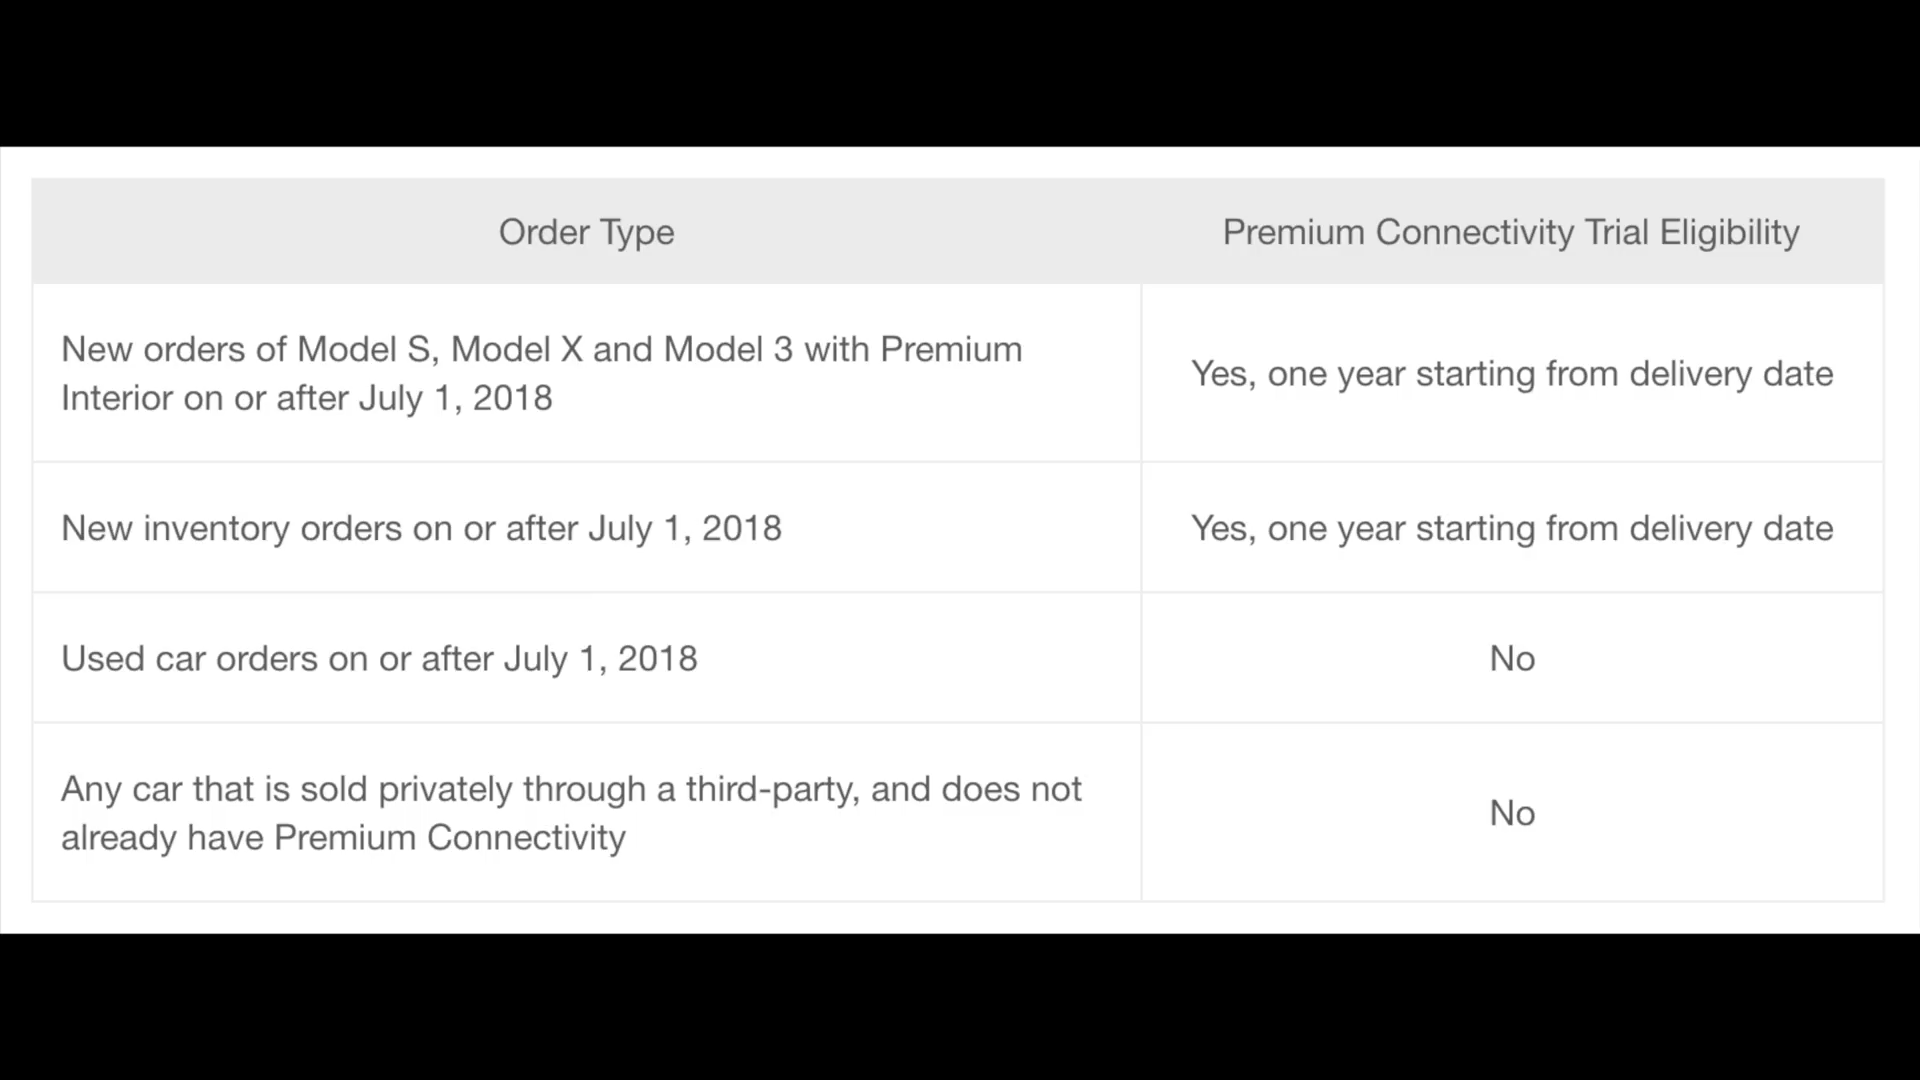 Order Type
Premium Connectivity Trial Eligibility
New orders of Model S, Model X and Model 3 with Premium
Interior on or after July 1, 2018
Yes, one year starting from delivery date
New inventory orders on or after July 1, 2018
Yes, one year starting from delivery date
Used car orders on or after July 1, 2018
No
Any car that is sold privately through a third-party, and does not
already have Premium Connectivity
No